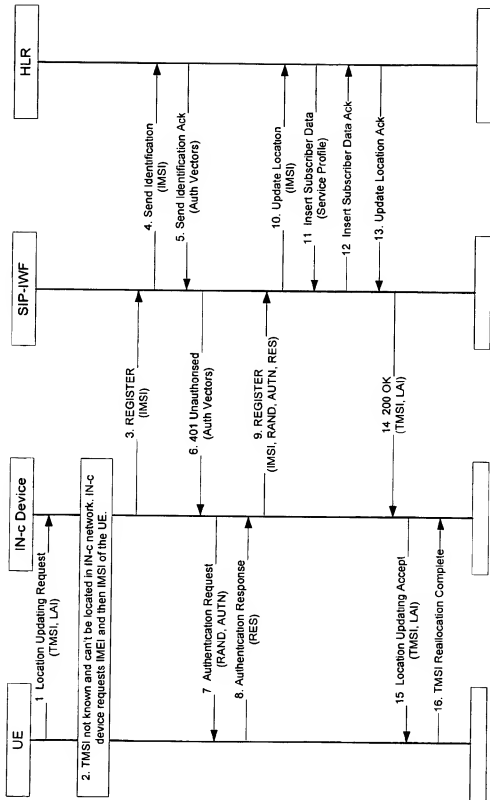 UE
IN-c Device
SIP-IWF
HLR
1 Location Updating Request
(TMSI, LAI)
2. TMSI not known and can't be located in IN-c network. IN-c
device requests IMEI and then IMSI of the UE.
3. REGISTER
(IMSI)
4. Send Identification
(IMSI)
5. Send Identification Ack
(Auth Vectors)
6. 401 Unauthorised
(Auth Vectors)
7 Authentication Request
(RAND, AUTN)
8. Authentication Response
(RES)
9. REGISTER
(IMSI, RAND, AUTN, RES)
10. Update Location
(IMSI)
11 Insert Subscriber Data
(Service Profile)
12 Insert Subscriber Data Ack
13. Update Location Ack
14 200 OK
(TMSI, LAI)
15 Location Updating Accept
(TMSI, LAI)
16. TMSI Reallocation Complete